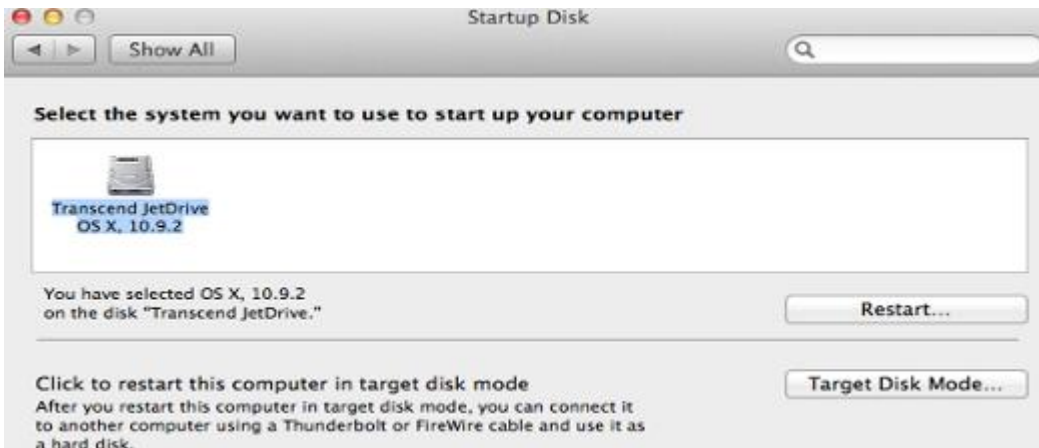 Startup Disk
Show All
Select the system you want to use to start up your computer
Transcend JetDrive
OS X, 10.9.2
You have selected OS X, 10.9.2
on the disk “Transcend JetDrive.”
Restart...
Click to restart this computer in target disk mode
Target Disk Mode...
After you restart this computer in target disk mode, you can connect it
to another computer using a Thunderbolt or FireWire cable and use it as
a hard disk.